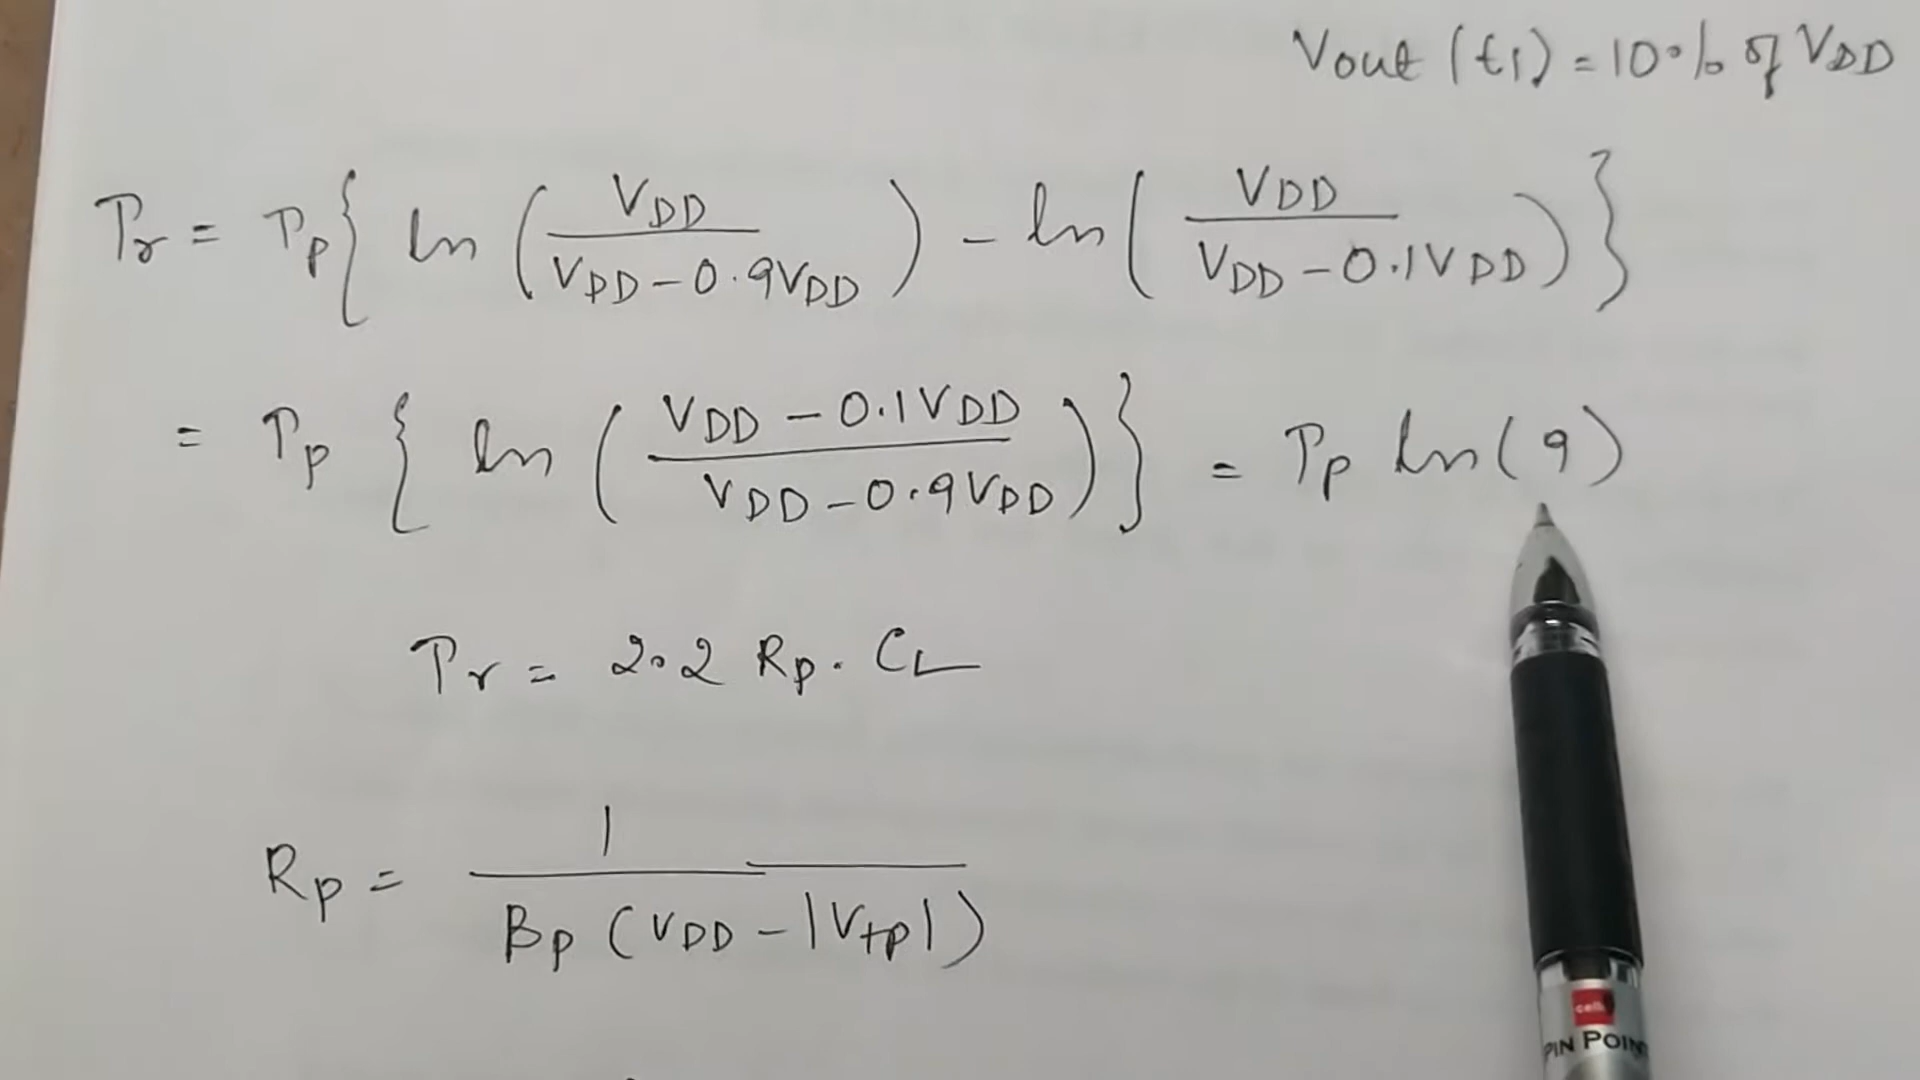 Vout (t1) = 10% of VDD
Tr = Tp { ln ( VDD / VDD - 0.9VDD ) - ln ( VDD / VDD - 0.1VDD ) }
= Tp { ln ( VDD - 0.1VDD / VDD - 0.9VDD ) } = Tp ln(9)
Tr = 2.2 Rp. CL
Rp = 1 / Bp (VDD - |Vtp|)
cello
PIN POINT